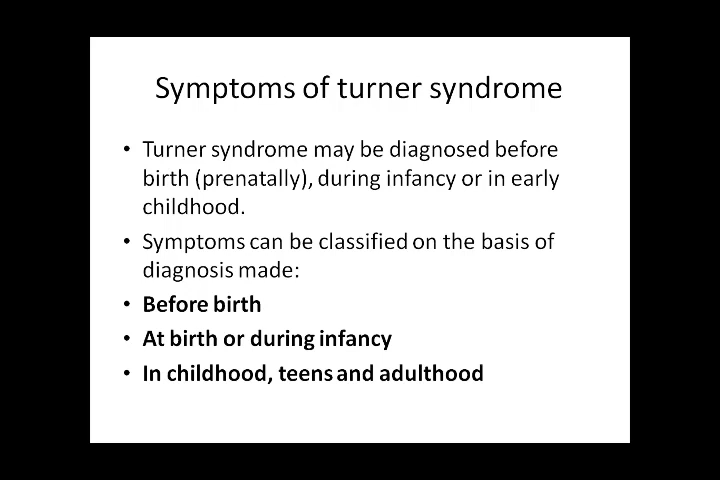 Symptoms of turner syndrome
• Turner syndrome may be diagnosed before
birth (prenatally), during infancy or in early
childhood.
• Symptoms can be classified on the basis of
diagnosis made:
• Before birth
• At birth or during infancy
• In childhood, teens and adulthood